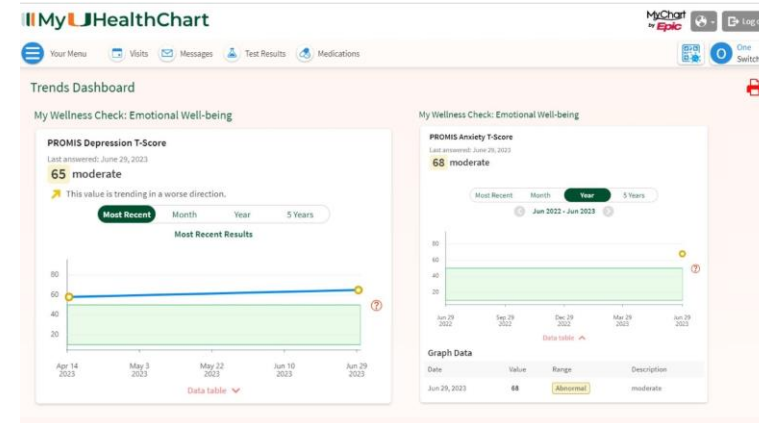 MyUHealthChart
MyChart
by Epic
Your Menu
Visits
Messages
Test Results
Medications
One
Switch
Trends Dashboard
My Wellness Check: Emotional Well-being
PROMIS Depression T-Score
Last answered: June 29, 2023
65 moderate
This value is trending in a worse direction.
Most Recent Month Year 5 Years
Most Recent Results
80
60
40
20
Apr 14 2023
May 3 2023
May 22 2023
Jun 10 2023
Jun 29 2023
Data table
My Wellness Check: Emotional Well-being
PROMIS Anxiety T-Score
Last answered: June 29, 2023
68 moderate
Most Recent Month Year 5 Years
Jun 2022 - Jun 2023
80
60
40
20
Jun 29 2022
Sep 29 2022
Dec 29 2022
Mar 29 2023
Jun 29 2023
Data table
Graph Data
Date Value Range Description
Jun 29, 2023 68 Abnormal moderate